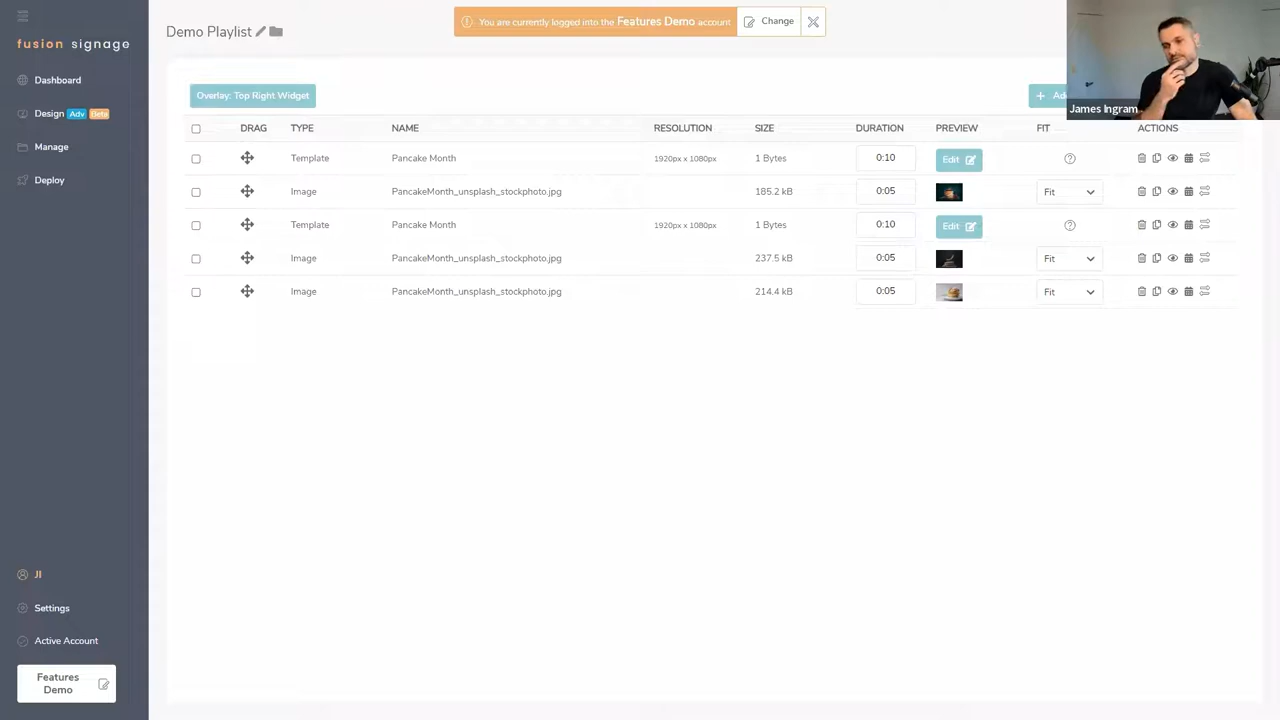 fusion signage
Dashboard
Design Adv Beta
Manage
Deploy
JI
Settings
Active Account
Features
Demo
Demo Playlist
You are currently logged into the Features Demo account
Change
James Ingram
Overlay: Top Right Widget
DRAG TYPE NAME RESOLUTION SIZE DURATION PREVIEW FIT ACTIONS
Template Pancake Month 1920px x 1080px 1 Bytes 0:10 Edit
Image PancakeMonth_unsplash_stockphoto.jpg 185.2 kB 0:05 Fit
Template Pancake Month 1920px x 1080px 1 Bytes 0:10 Edit
Image PancakeMonth_unsplash_stockphoto.jpg 237.5 kB 0:05 Fit
Image PancakeMonth_unsplash_stockphoto.jpg 214.4 kB 0:05 Fit